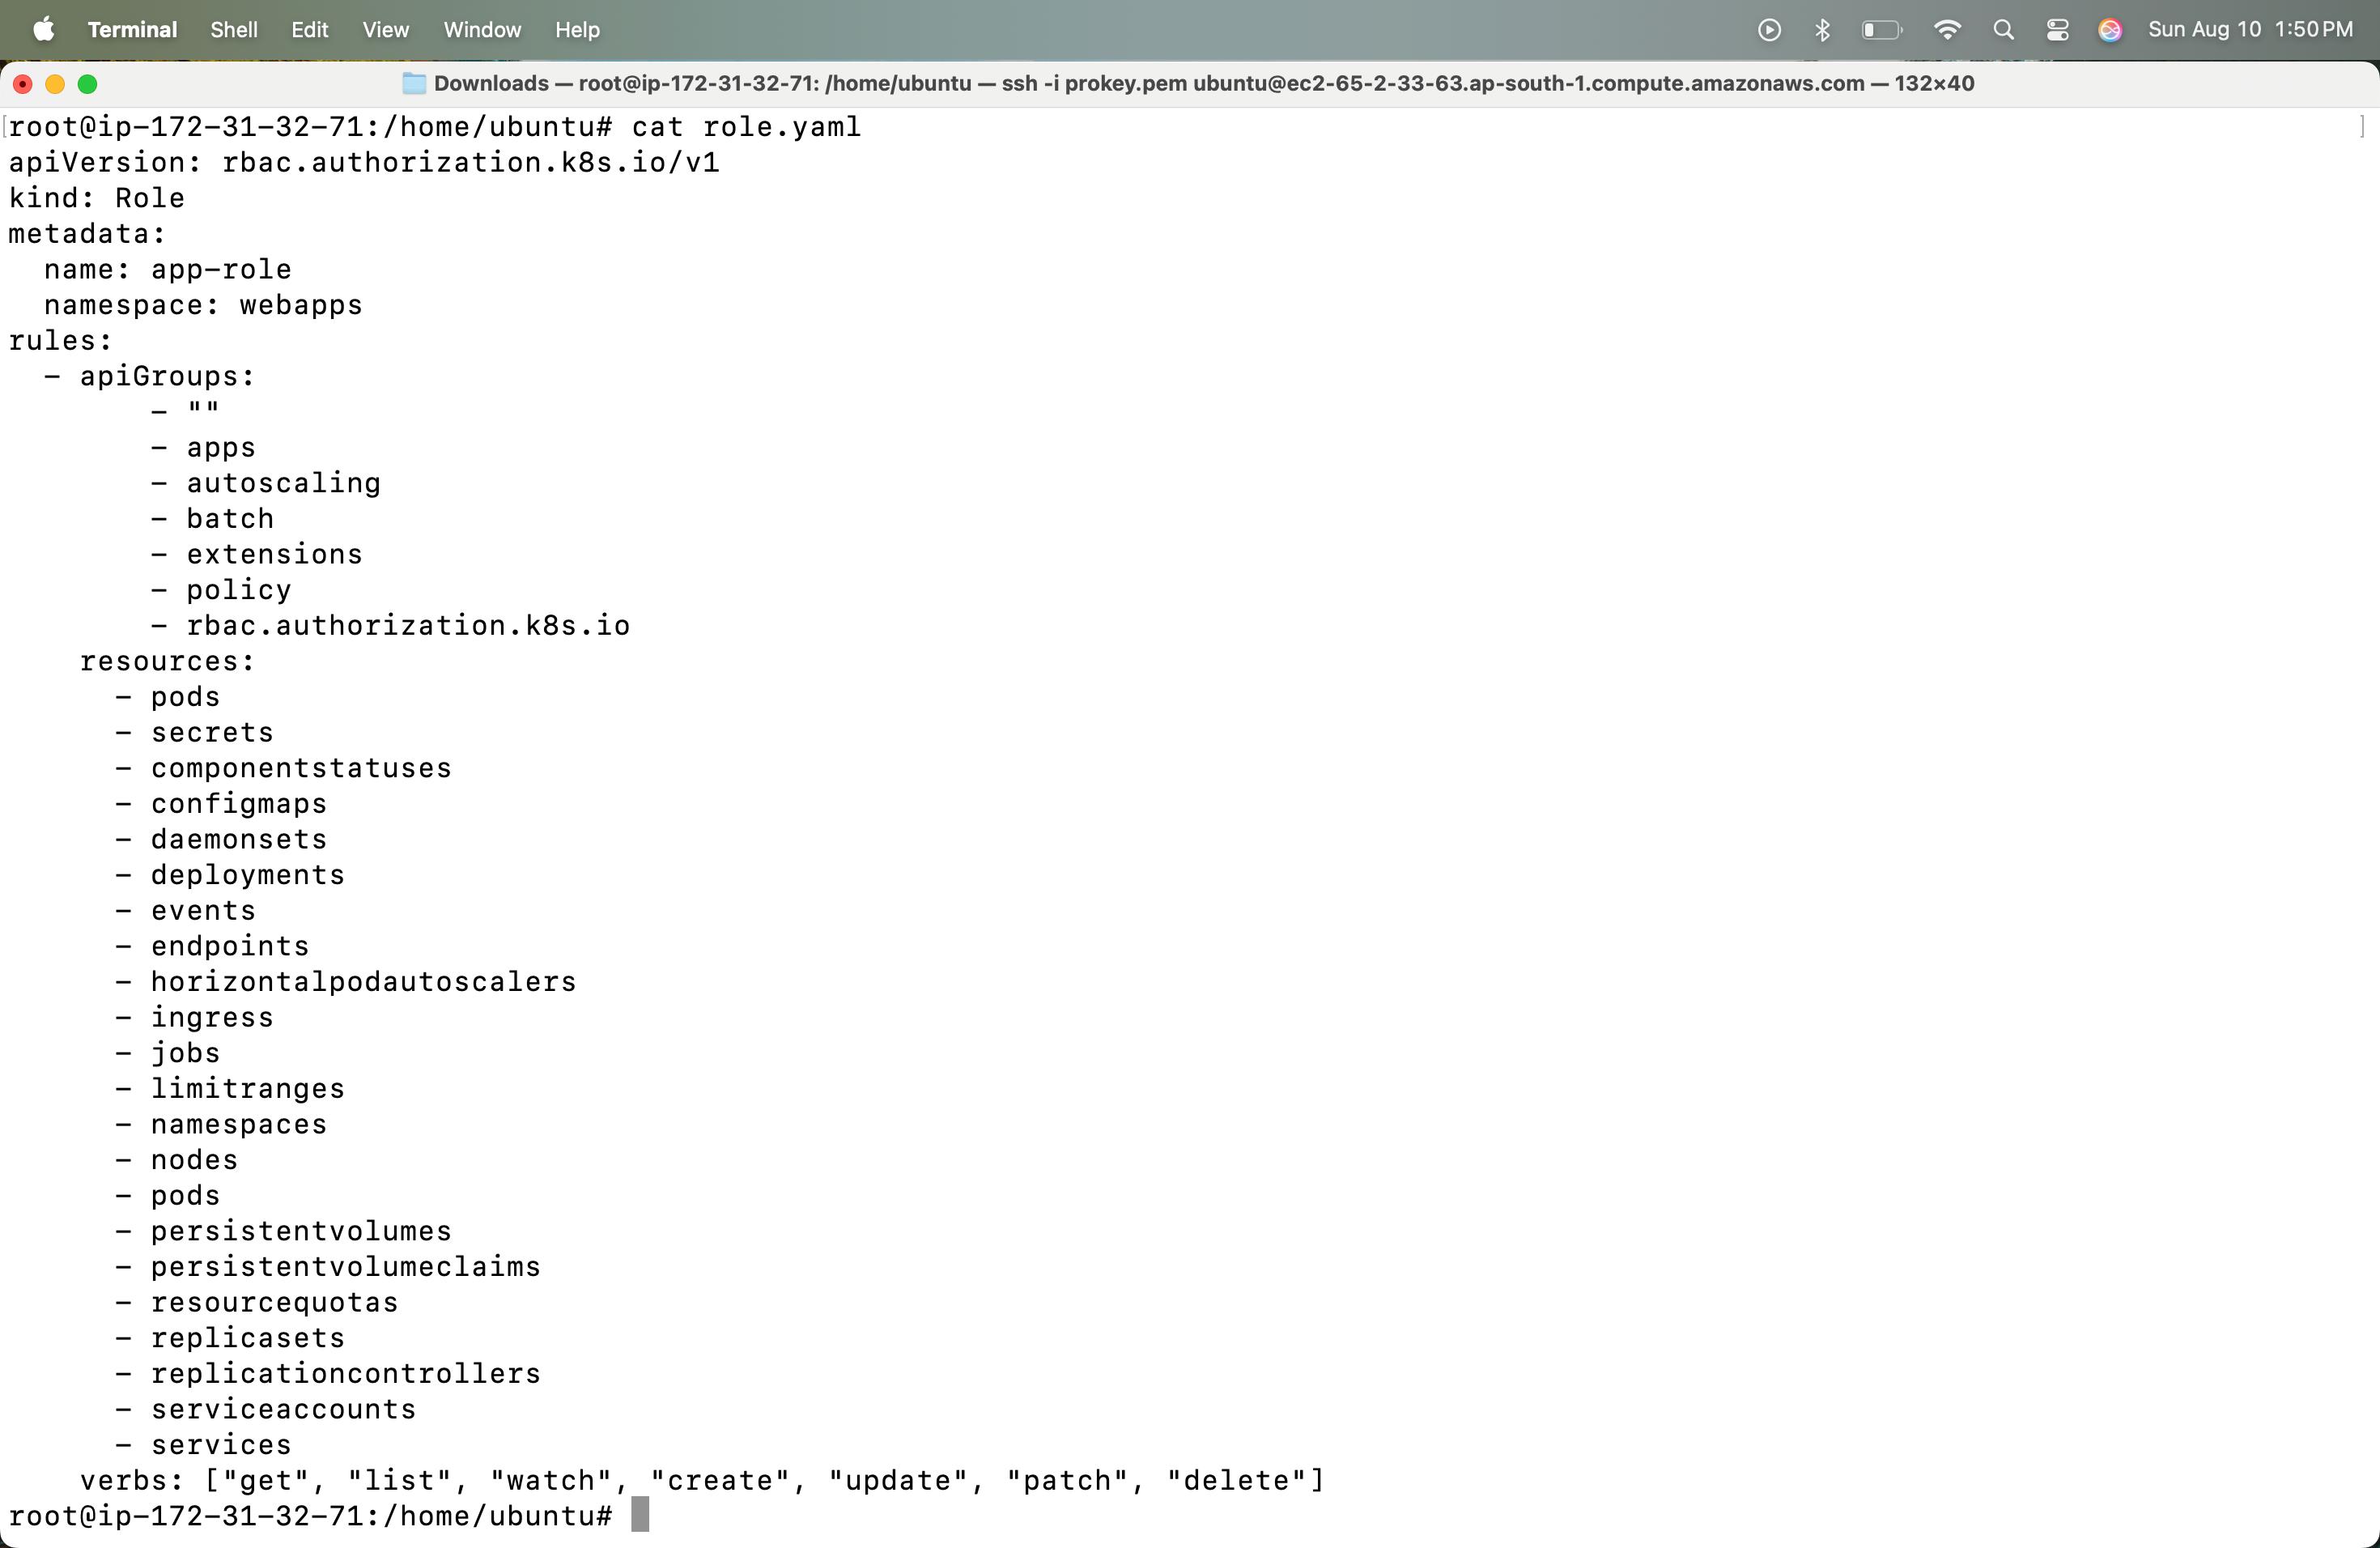 Terminal Shell Edit View Window Help Sun Aug 10 1:50 PM
Downloads — root@ip-172-31-32-71: /home/ubuntu — ssh -i prokey.pem ubuntu@ec2-65-2-33-63.ap-south-1.compute.amazonaws.com — 132×40
[root@ip-172-31-32-71:/home/ubuntu# cat role.yaml ]
apiVersion: rbac.authorization.k8s.io/v1
kind: Role
metadata:
  name: app-role
  namespace: webapps
rules:
  - apiGroups:
        - ""
        - apps
        - autoscaling
        - batch
        - extensions
        - policy
        - rbac.authorization.k8s.io
    resources:
      - pods
      - secrets
      - componentstatuses
      - configmaps
      - daemonsets
      - deployments
      - events
      - endpoints
      - horizontalpodautoscalers
      - ingress
      - jobs
      - limitranges
      - namespaces
      - nodes
      - pods
      - persistentvolumes
      - persistentvolumeclaims
      - resourcequotas
      - replicasets
      - replicationcontrollers
      - serviceaccounts
      - services
    verbs: ["get", "list", "watch", "create", "update", "patch", "delete"]
root@ip-172-31-32-71:/home/ubuntu#